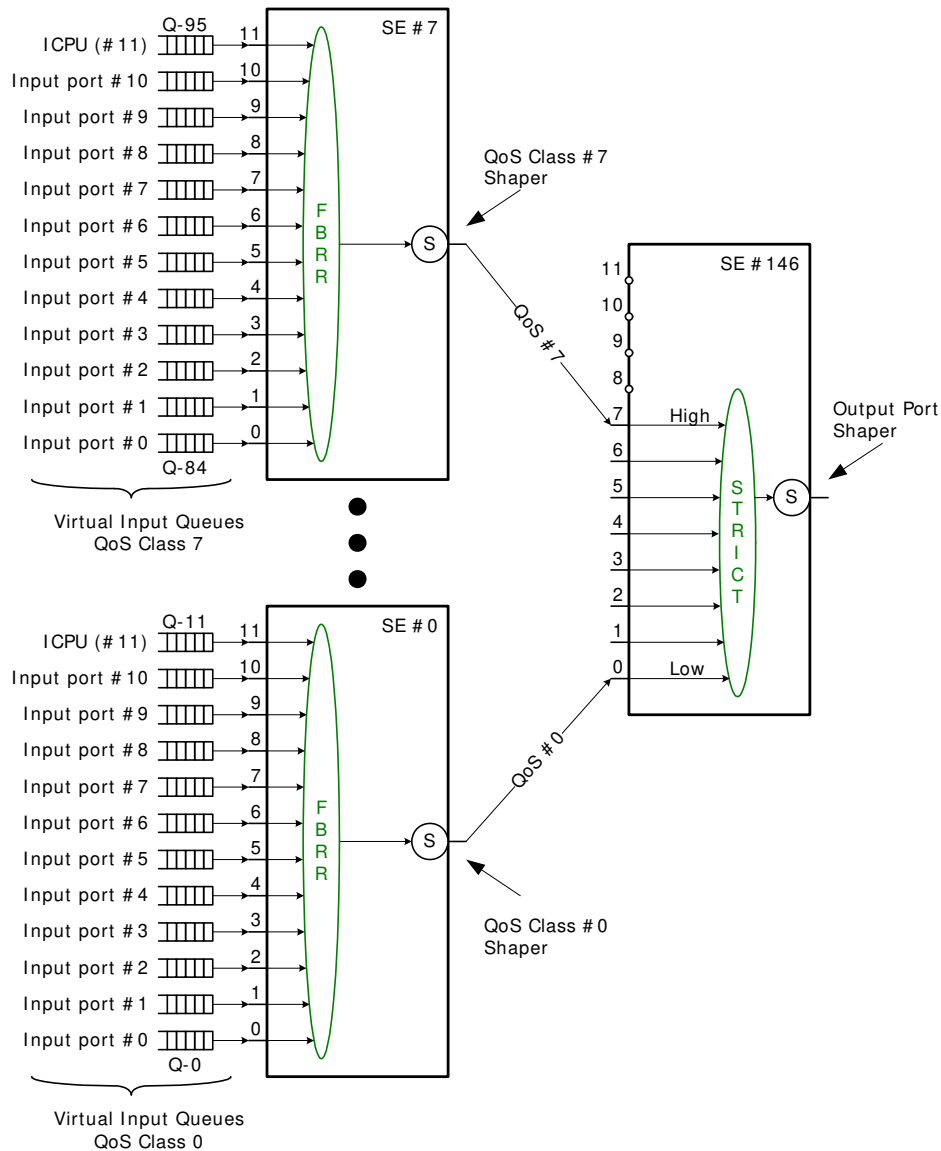 Q-95
SE # 7
ICPU (# 11)
11
Input port # 10
10
Input port # 9
9
Input port # 8
8
Input port # 7
7
Input port # 6
6
Input port # 5
5
Input port # 4
4
Input port # 3
3
Input port # 2
2
Input port # 1
1
Input port # 0
0
Q-84
FBRR
S
Virtual Input Queues
QoS Class 7
QoS Class # 7
Shaper
QoS # 7
SE # 146
11
10
9
8
7
High
6
5
4
3
2
1
0
Low
STRICT
S
Output Port
Shaper
Q-11
SE # 0
ICPU (# 11)
11
Input port # 10
10
Input port # 9
9
Input port # 8
8
Input port # 7
7
Input port # 6
6
Input port # 5
5
Input port # 4
4
Input port # 3
3
Input port # 2
2
Input port # 1
1
Input port # 0
0
Q-0
FBRR
S
QoS # 0
QoS Class # 0
Shaper
Virtual Input Queues
QoS Class 0